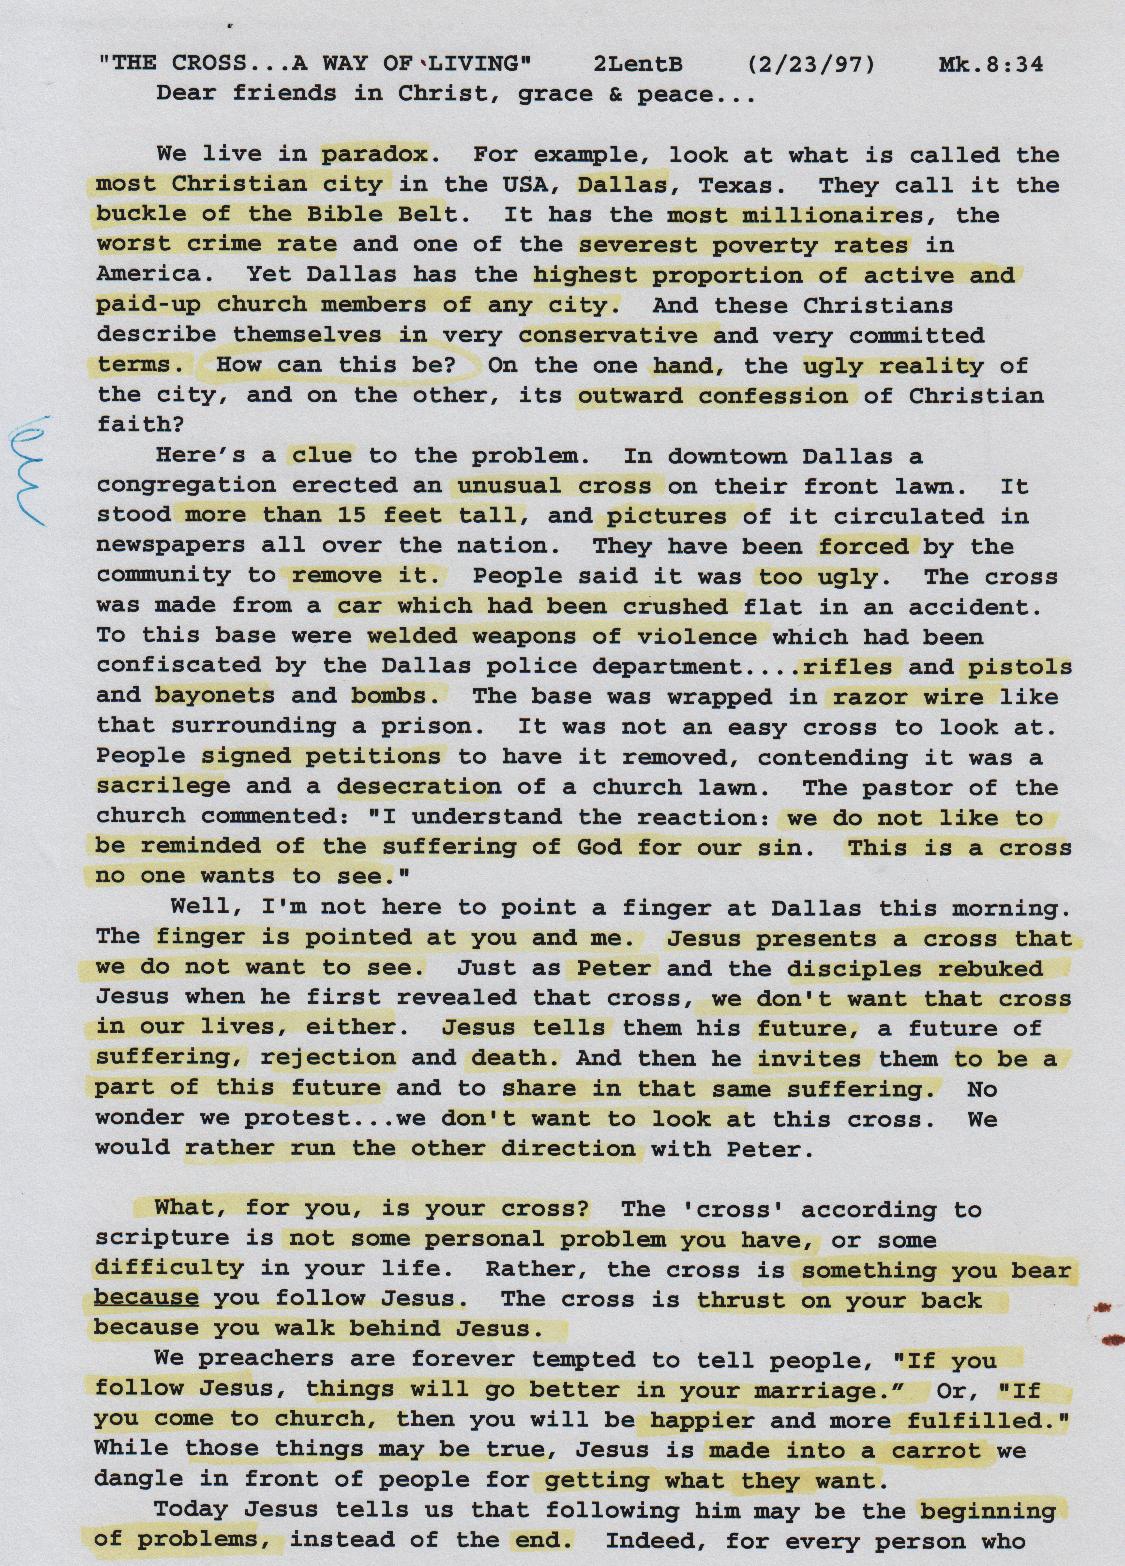 "THE CROSS...A WAY OF LIVING" 2LentB (2/23/97) Mk.8:34
Dear friends in Christ, grace & peace...
We live in paradox. For example, look at what is called the
most Christian city in the USA, Dallas, Texas. They call it the
buckle of the Bible Belt. It has the most millionaires, the
worst crime rate and one of the severest poverty rates in
America. Yet Dallas has the highest proportion of active and
paid-up church members of any city. And these Christians
describe themselves in very conservative and very committed
terms. How can this be? On the one hand, the ugly reality of
the city, and on the other, its outward confession of Christian
faith?
Here's a clue to the problem. In downtown Dallas a
congregation erected an unusual cross on their front lawn. It
stood more than 15 feet tall, and pictures of it circulated in
newspapers all over the nation. They have been forced by the
community to remove it. People said it was too ugly. The cross
was made from a car which had been crushed flat in an accident.
To this base were welded weapons of violence which had been
confiscated by the Dallas police department....rifles and pistols
and bayonets and bombs. The base was wrapped in razor wire like
that surrounding a prison. It was not an easy cross to look at.
People signed petitions to have it removed, contending it was a
sacrilege and a desecration of a church lawn. The pastor of the
church commented: "I understand the reaction: we do not like to
be reminded of the suffering of God for our sin. This is a cross
no one wants to see."
Well, I'm not here to point a finger at Dallas this morning.
The finger is pointed at you and me. Jesus presents a cross that
we do not want to see. Just as Peter and the disciples rebuked
Jesus when he first revealed that cross, we don't want that cross
in our lives, either. Jesus tells them his future, a future of
suffering, rejection and death. And then he invites them to be a
part of this future and to share in that same suffering. No
wonder we protest...we don't want to look at this cross. We
would rather run the other direction with Peter.
What, for you, is your cross? The 'cross' according to
scripture is not some personal problem you have, or some
difficulty in your life. Rather, the cross is something you bear
because you follow Jesus. The cross is thrust on your back
because you walk behind Jesus.
We preachers are forever tempted to tell people, "If you
follow Jesus, things will go better in your marriage." Or, "If
you come to church, then you will be happier and more fulfilled."
While those things may be true, Jesus is made into a carrot we
dangle in front of people for getting what they want.
Today Jesus tells us that following him may be the beginning
of problems, instead of the end. Indeed, for every person who